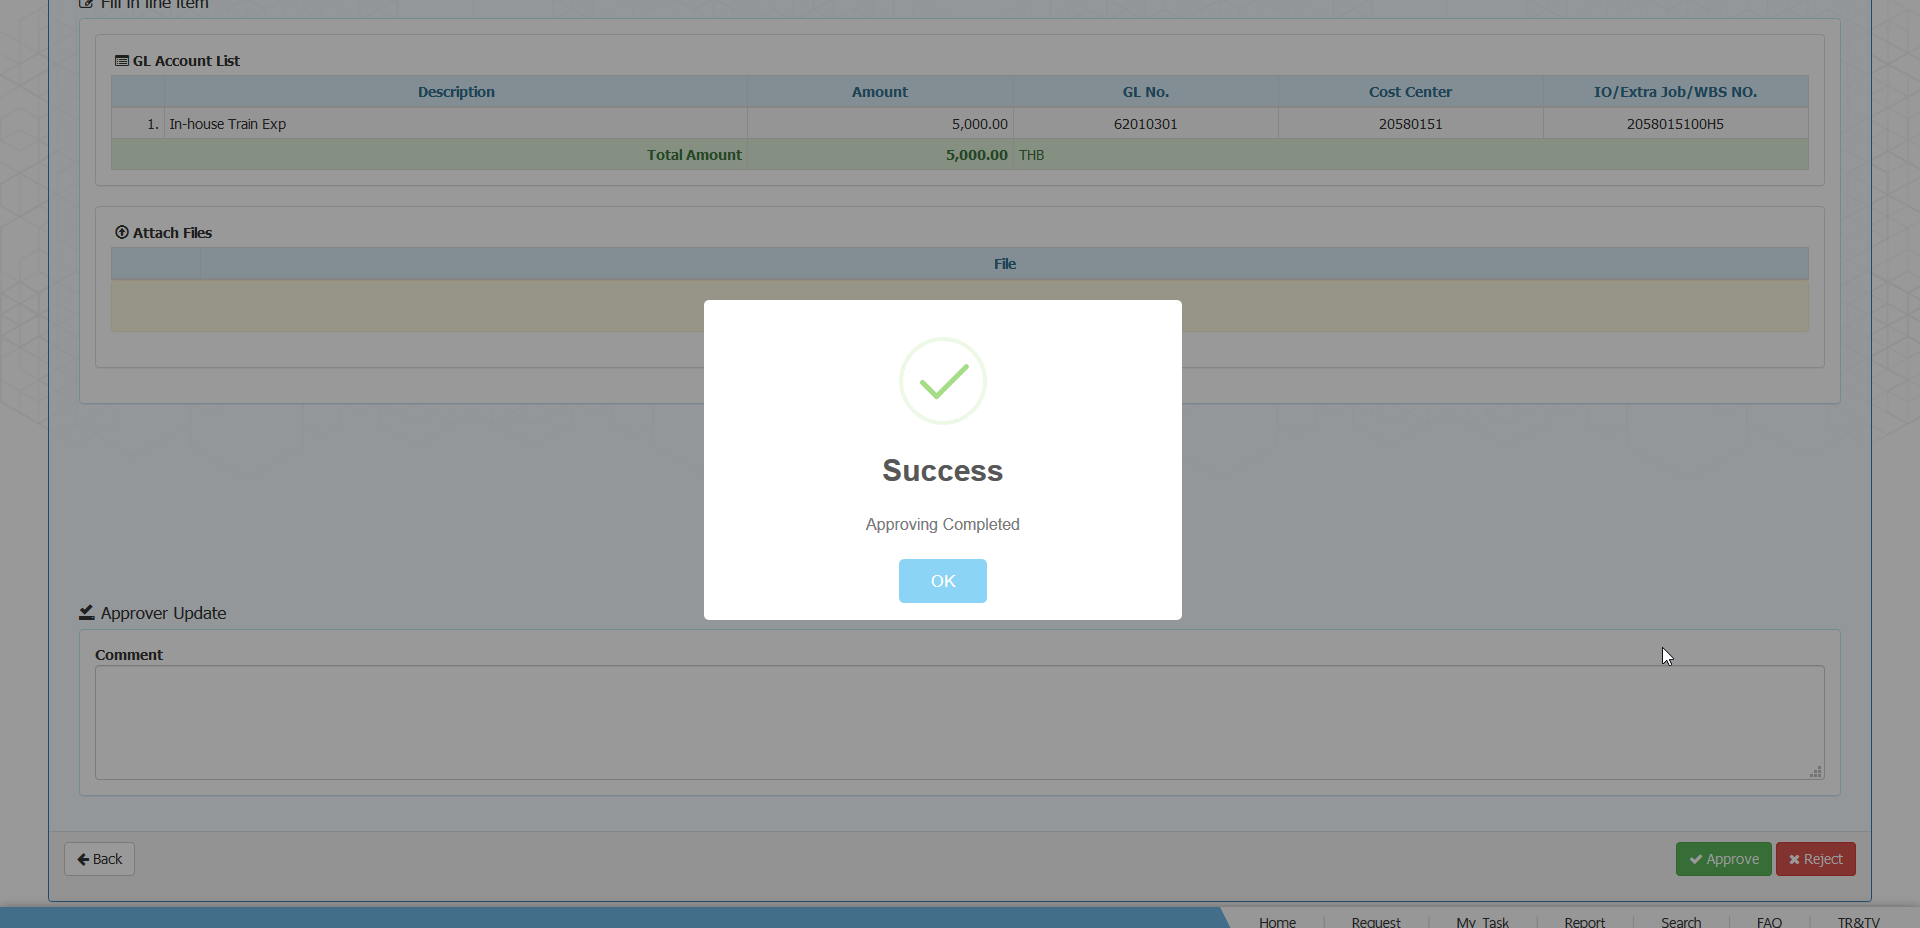 Fill in line item
GL Account List
Description Amount GL No. Cost Center IO/Extra Job/WBS NO.
1. In-house Train Exp 5,000.00 62010301 20580151 2058015100H5
Total Amount 5,000.00 THB
Attach Files
File
Success
Approving Completed
OK
Approver Update
Comment
Back Approve Reject
Home Request My Task Report Search FAQ TR&TV